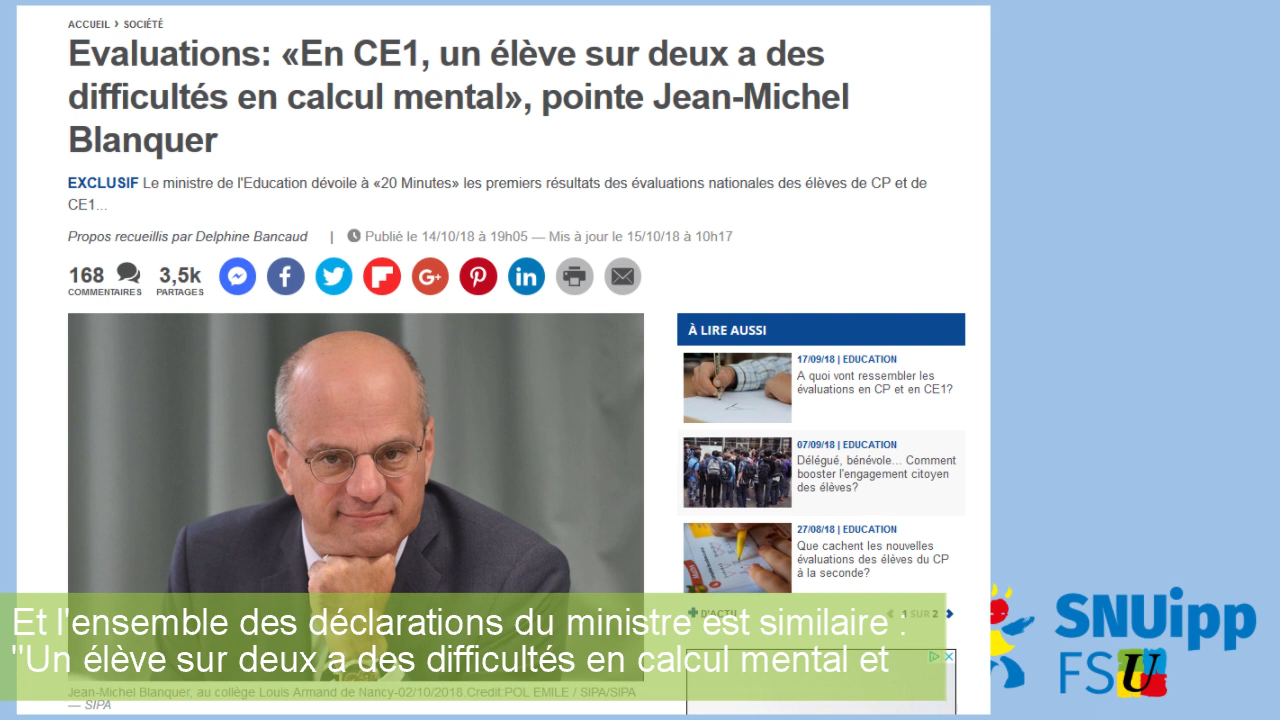 ACCUEIL › SOCIÉTÉ
Evaluations: «En CE1, un élève sur deux a des
difficultés en calcul mental», pointe Jean-Michel
Blanquer
EXCLUSIF Le ministre de l'Education dévoile à «20 Minutes» les premiers résultats des évaluations nationales des élèves de CP et de
CE1...
Propos recueillis par Delphine Bancaud | Publié le 14/10/18 à 19h05 — Mis à jour le 15/10/18 à 10h17
168 3,5k
COMMENTAIRES PARTAGES
À LIRE AUSSI
17/09/18 | EDUCATION
A quoi vont ressembler les
évaluations en CP et en CE1?
07/09/18 | EDUCATION
Délégué, bénévole... Comment
booster l'engagement citoyen
des élèves?
27/08/18 | EDUCATION
Que cachent les nouvelles
évaluations des élèves du CP
à la seconde?
D'ACTU 1 SUR 2
Et l'ensemble des déclarations du ministre est similaire :
"Un élève sur deux a des difficultés en calcul mental et
Jean-Michel Blanquer, au collège Louis Armand de Nancy-02/10/2018.Credit:POL EMILE / SIPA/SIPA
— SIPA
SNUipp
FSU